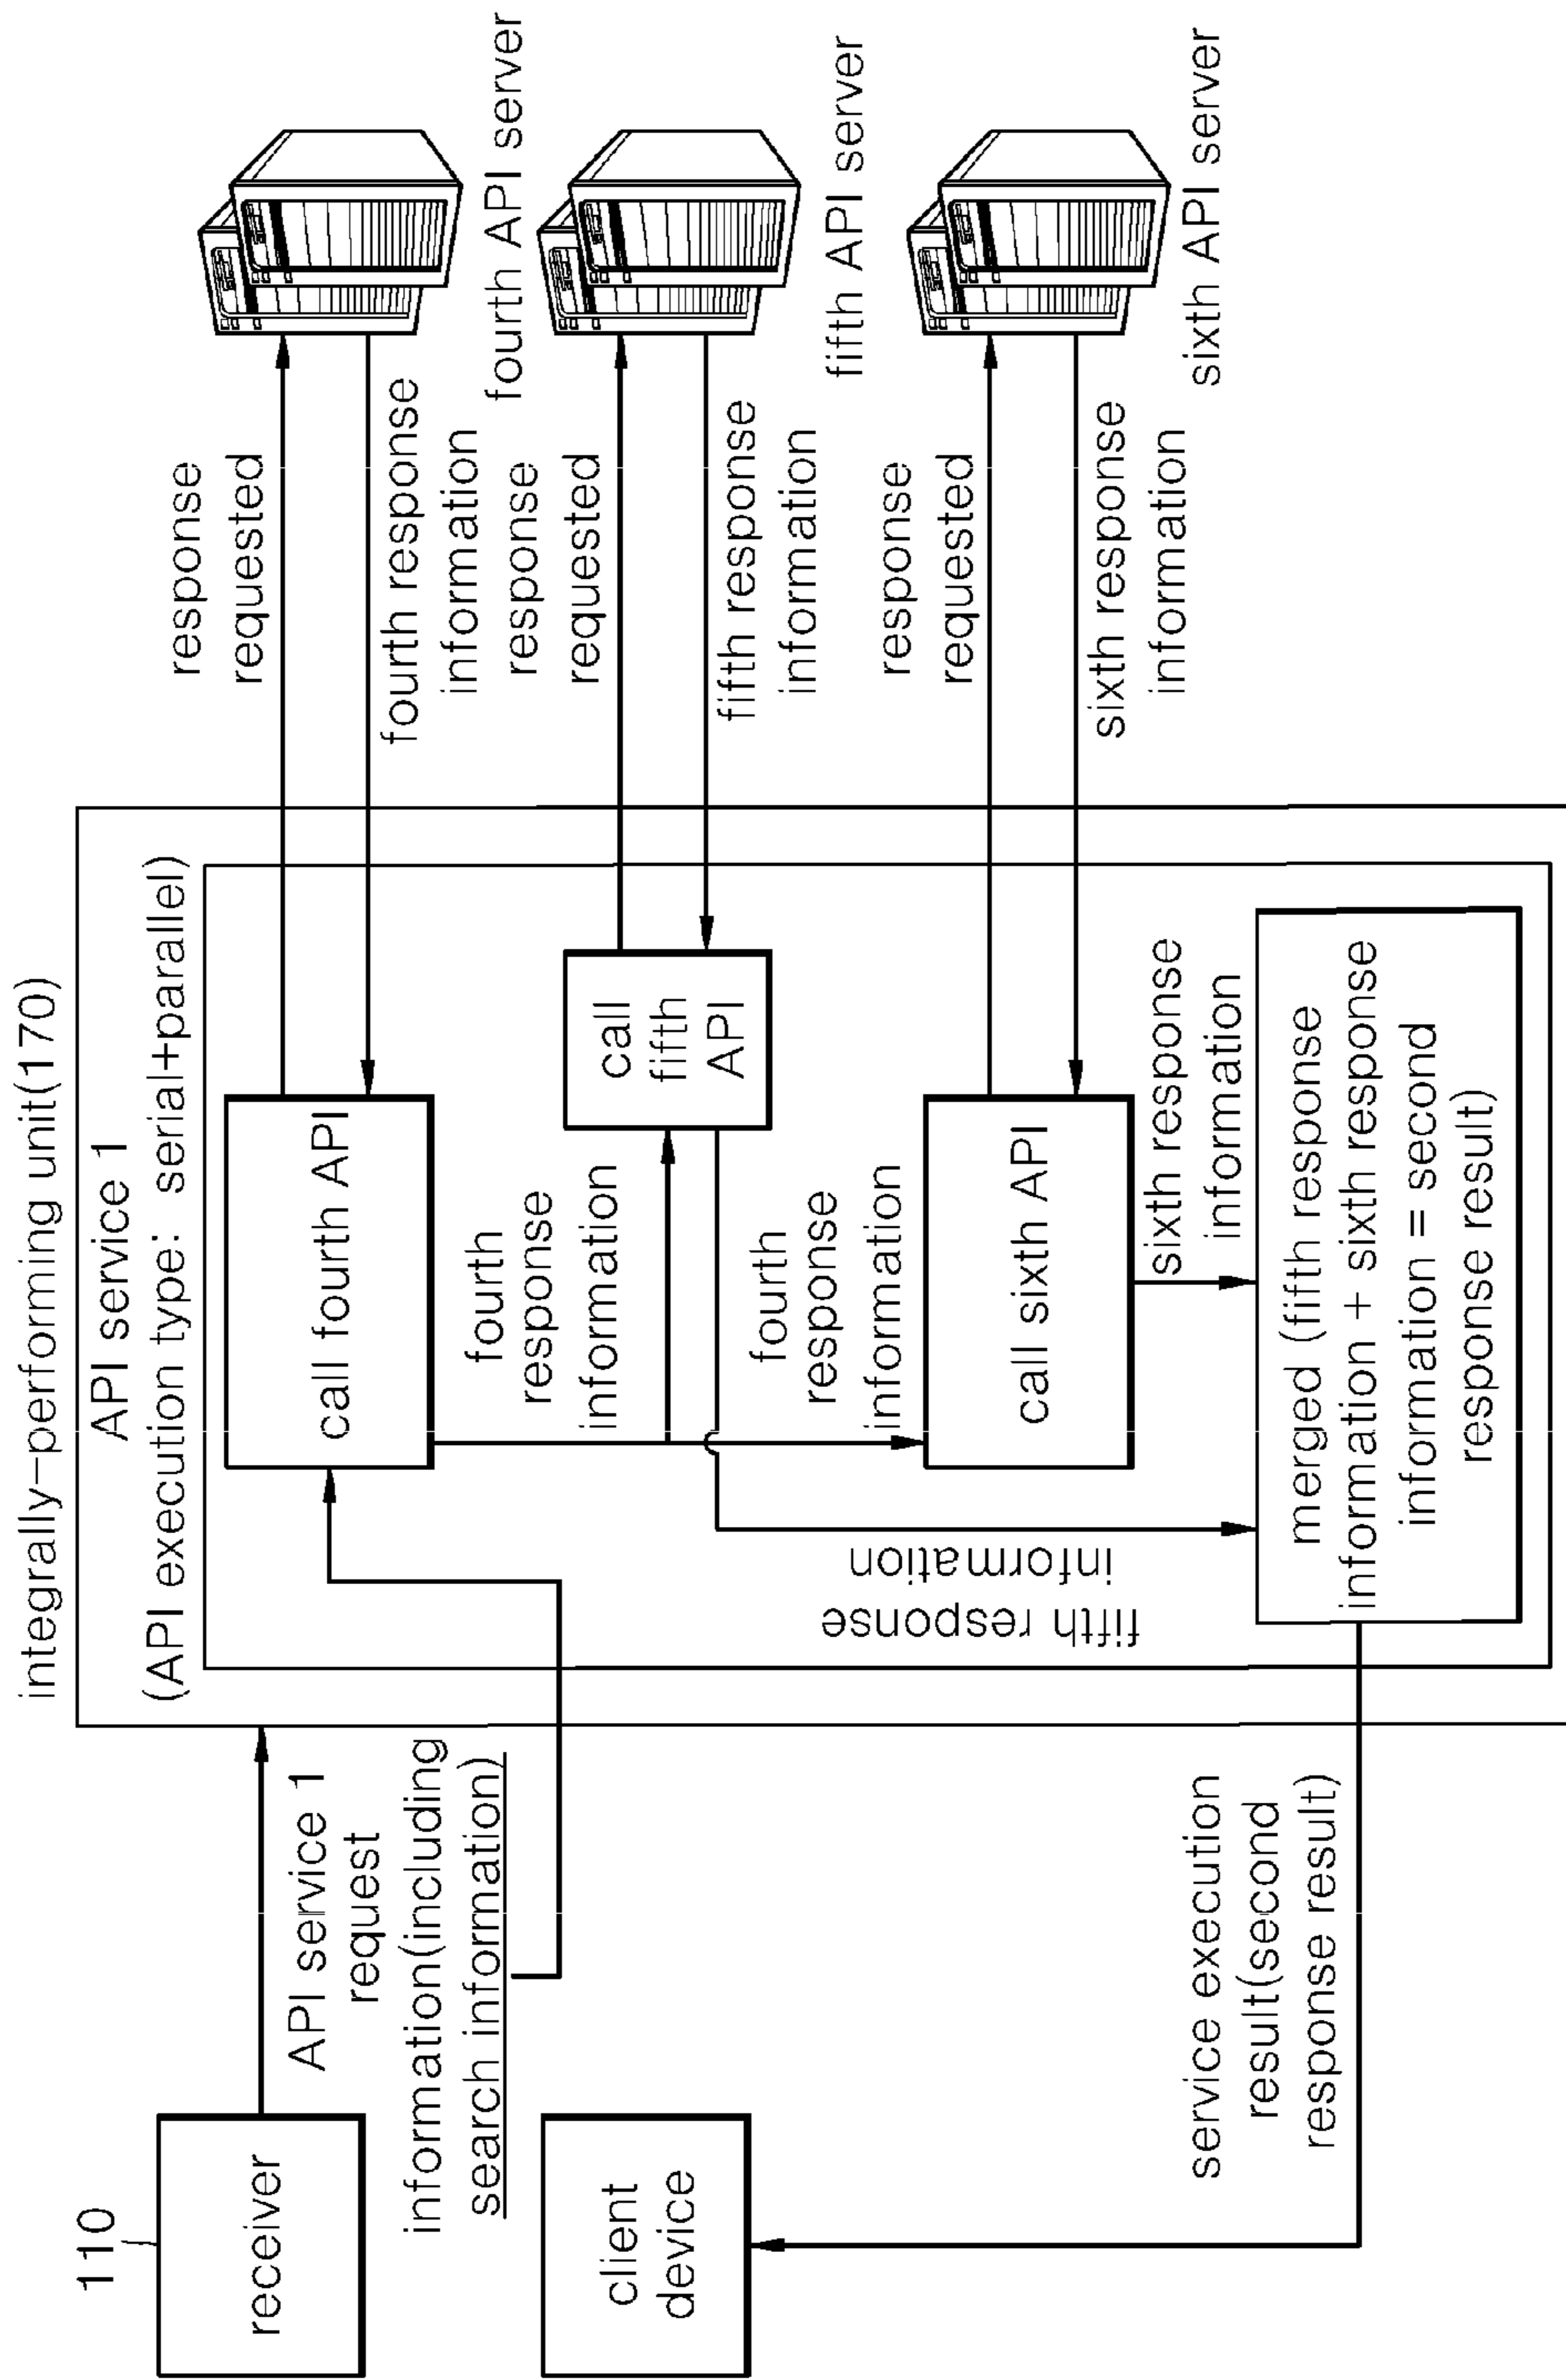 integrally-performing unit(170)
API service 1
(API execution type: serial+parallel)
110
receiver
API service 1
request
information(including
search information)
client
device
service execution
result(second
response result)
call fourth API
fourth
response
information
call
fifth
API
fourth
response
information
call sixth API
fifth response
information
sixth response
information
merged (fifth response
information + sixth response
information = second
response result)
response
requested
fourth response
information
fourth API server
response
requested
fifth response
information
fifth API server
response
requested
sixth response
information
sixth API server